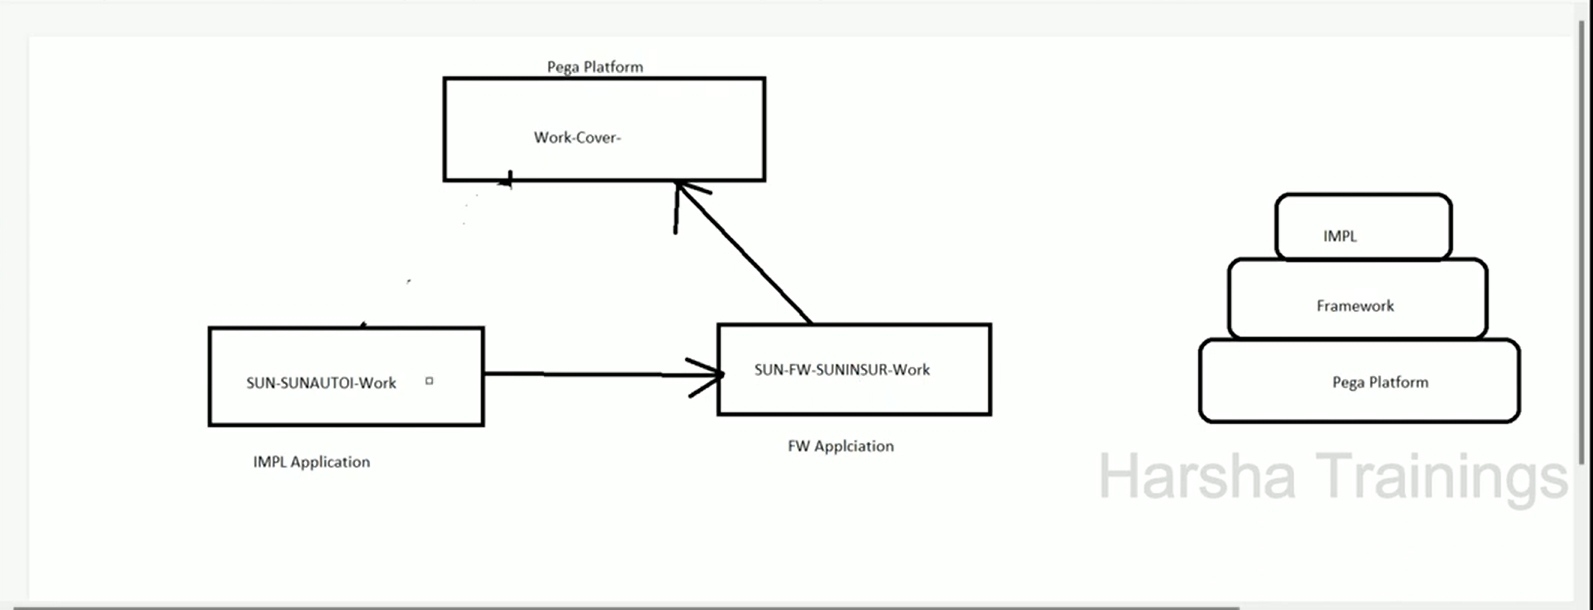 Pega Platform
Work-Cover-
SUN-SUNAUTOI-Work
IMPL Application
SUN-FW-SUNINSUR-Work
FW Applciation
IMPL
Framework
Pega Platform
Harsha Trainings